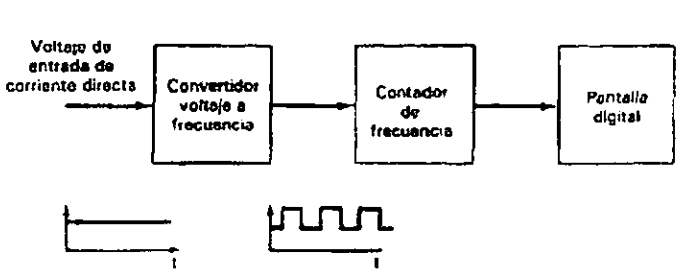 Voltaje de
entrada de
corriente directa
Convertidor
voltaje a
frecuencia
Contador
de
frecuencia
Pantalla
digital
t
t